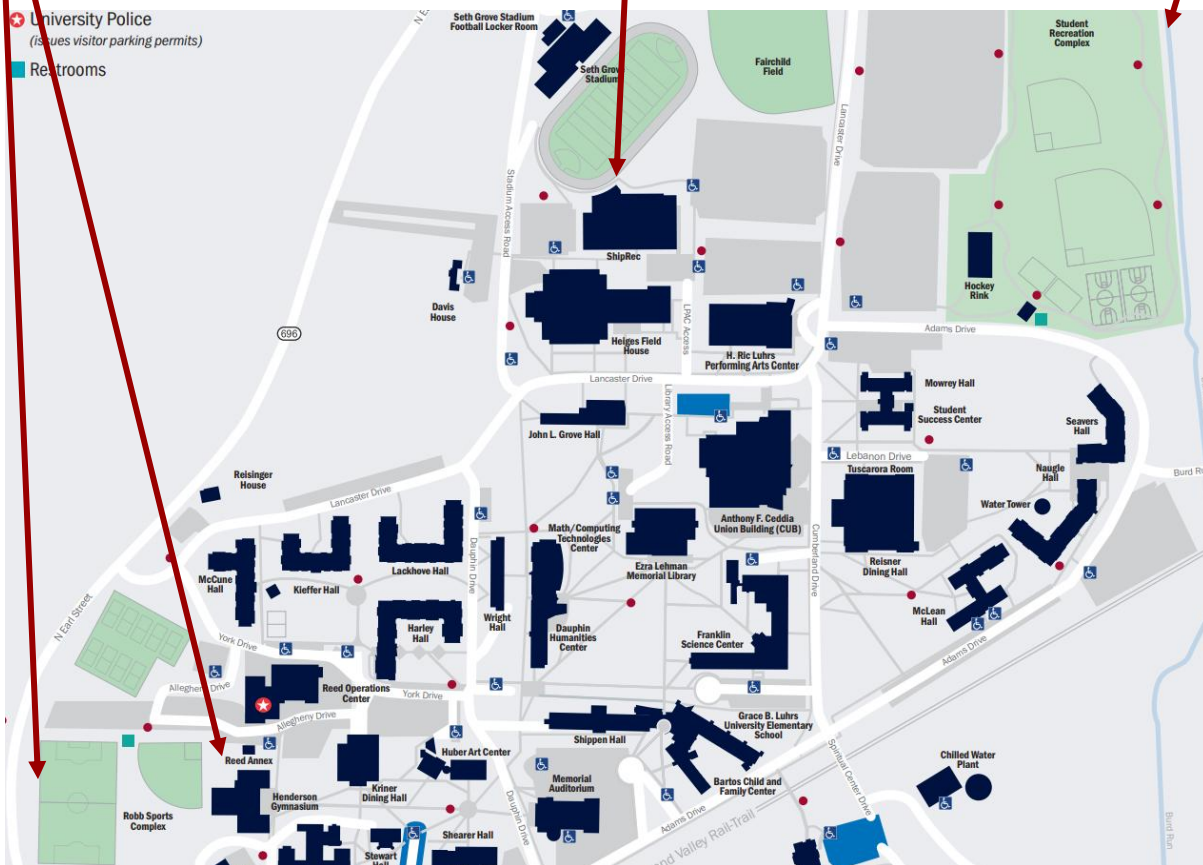 University Police
(issues visitor parking permits)
Restrooms
Seth Grove Stadium
Football Locker Room
Seth Grove
Stadium
Fairchild
Field
Student
Recreation
Complex
Lancaster Drive
Stadium Access Road
ShipRec
Hockey
Rink
Davis
House
696
Heiges Field
House
LPAC Access
H. Ric Luhrs
Performing Arts Center
Adams Drive
Lancaster Drive
Mowrey Hall
Library Access Road
Student
Success Center
Seavers
Hall
John L. Grove Hall
Lebanon Drive
Tuscarora Room
Naugle
Hall
Reisinger
House
Lancaster Drive
Water Tower
Anthony F. Ceddia
Union Building (CUB)
Math/Computing
Technologies
Center
Dauphin Drive
Cumberland Drive
Ezra Lehman
Memorial Library
Reisner
Dining Hall
McCune
Hall
Kieffer Hall
Lackhove Hall
Wright
Hall
McLean
Hall
N Earl Street
Harley
Hall
Dauphin
Humanities
Center
Franklin
Science Center
York Drive
Adams Drive
Allegheny Drive
Reed Operations
Center
York Drive
Allegheny Drive
Grace B. Luhrs
University Elementary
School
Shippen Hall
Reed Annex
Huber Art Center
Spiritual Center Drive
Chilled Water
Plant
Memorial
Auditorium
Bartos Child and
Family Center
Kriner
Dining Hall
Henderson
Gymnasium
Robb Sports
Complex
Dauphin Drive
Adams Drive
Shearer Hall
Stewart
Valley Rail-Trail
Burd Run